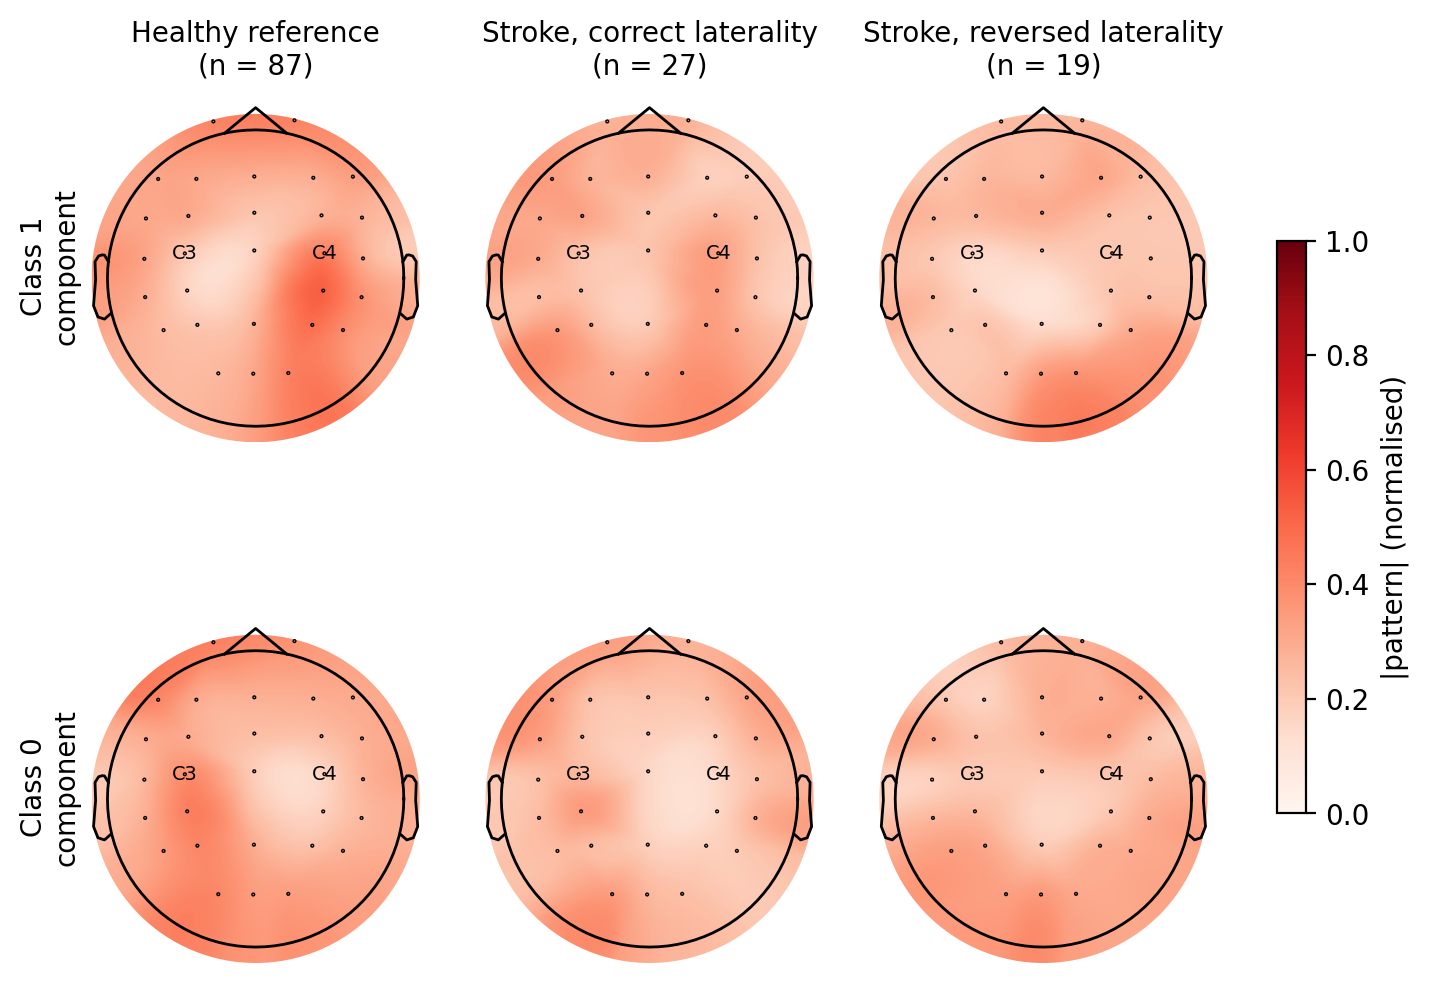 Healthy reference
(n = 87)
Stroke, correct laterality
(n = 27)
Stroke, reversed laterality
(n = 19)
Class 1
component
C3
C4
C3
C4
C3
C4
Class 0
component
C3
C4
C3
C4
C3
C4
1.0
0.8
0.6
0.4
0.2
0.0
|pattern| (normalised)